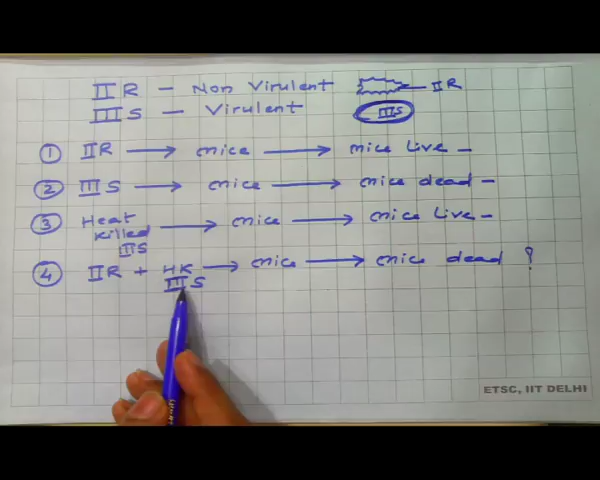 IIR - Non Virulent IIR
IIIS - Virulent IIIS
① IIR → mice → mice Live -
② IIIS → mice → mice dead -
③ Heat → mice → mice Live -
killed
IIIS
④ IIR + HK → mice → mice dead ?
IIIS
ETSC, IIT DELHI